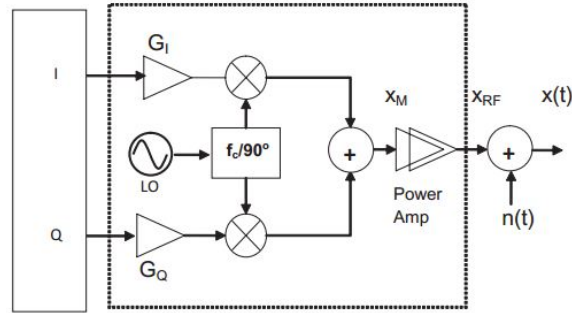 G_I
I
x_M
x_RF
x(t)
f_c/90°
LO
+
+
Power
Amp
Q
G_Q
n(t)